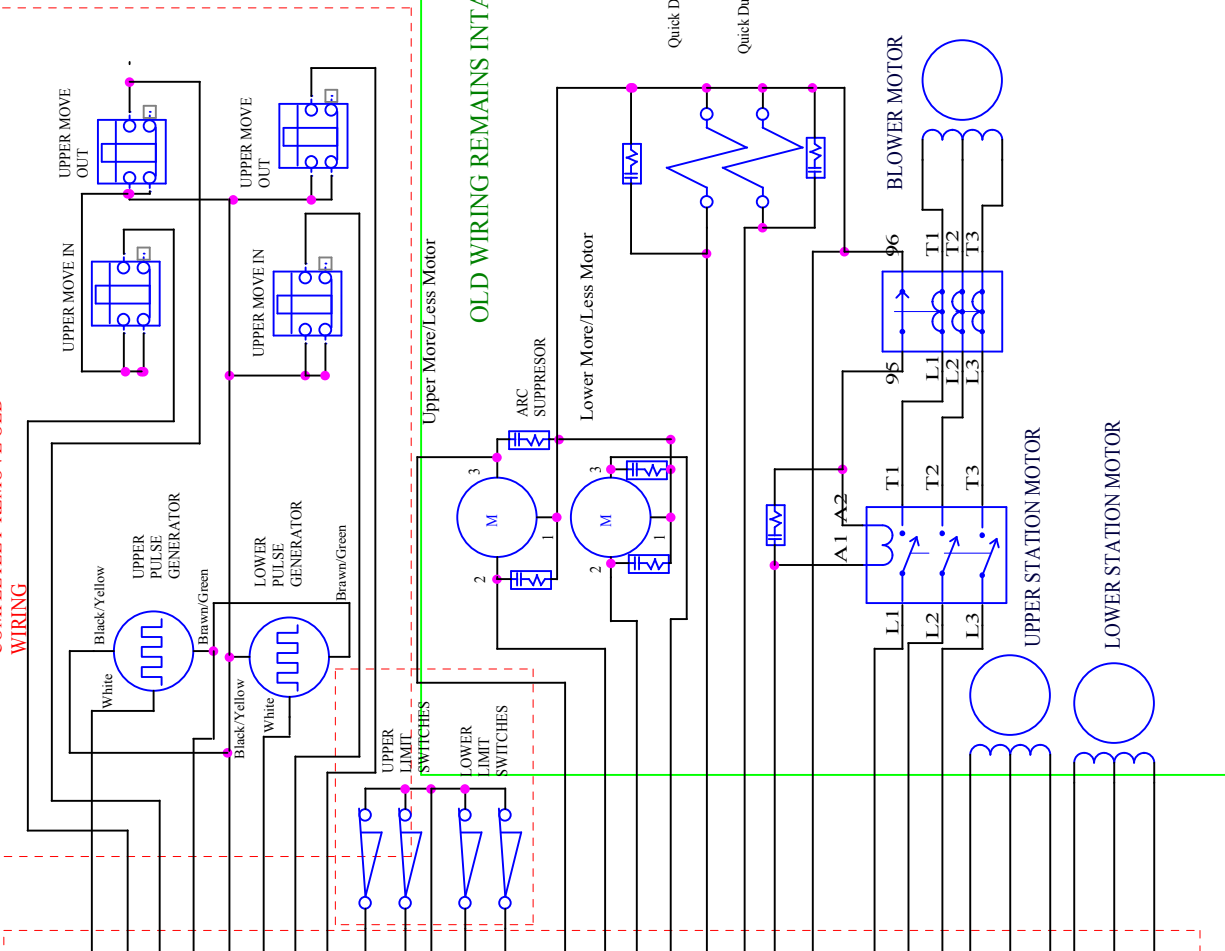 UPPER MOVE
OUT
UPPER MOVE
OUT
UPPER MOVE IN
UPPER MOVE IN
WIRING
UPPER
PULSE
GENERATOR
LOWER
PULSE
GENERATOR
Black/Yellow
White
Brawn/Green
Black/Yellow
White
Brawn/Green
UPPER
LIMIT
SWITCHES
LOWER
LIMIT
SWITCHES
Upper More/Less Motor
OLD WIRING REMAINS
ARC
SUPPRESOR
Lower More/Less Motor
3
M
2
1
3
M
2
1
Quick
Quick
BLOWER MOTOR
96
T1
T2
T3
95
L1
L2
L3
A2
A1
T1
T2
T3
L1
L2
L3
UPPER STATION MOTOR
LOWER STATION MOTOR